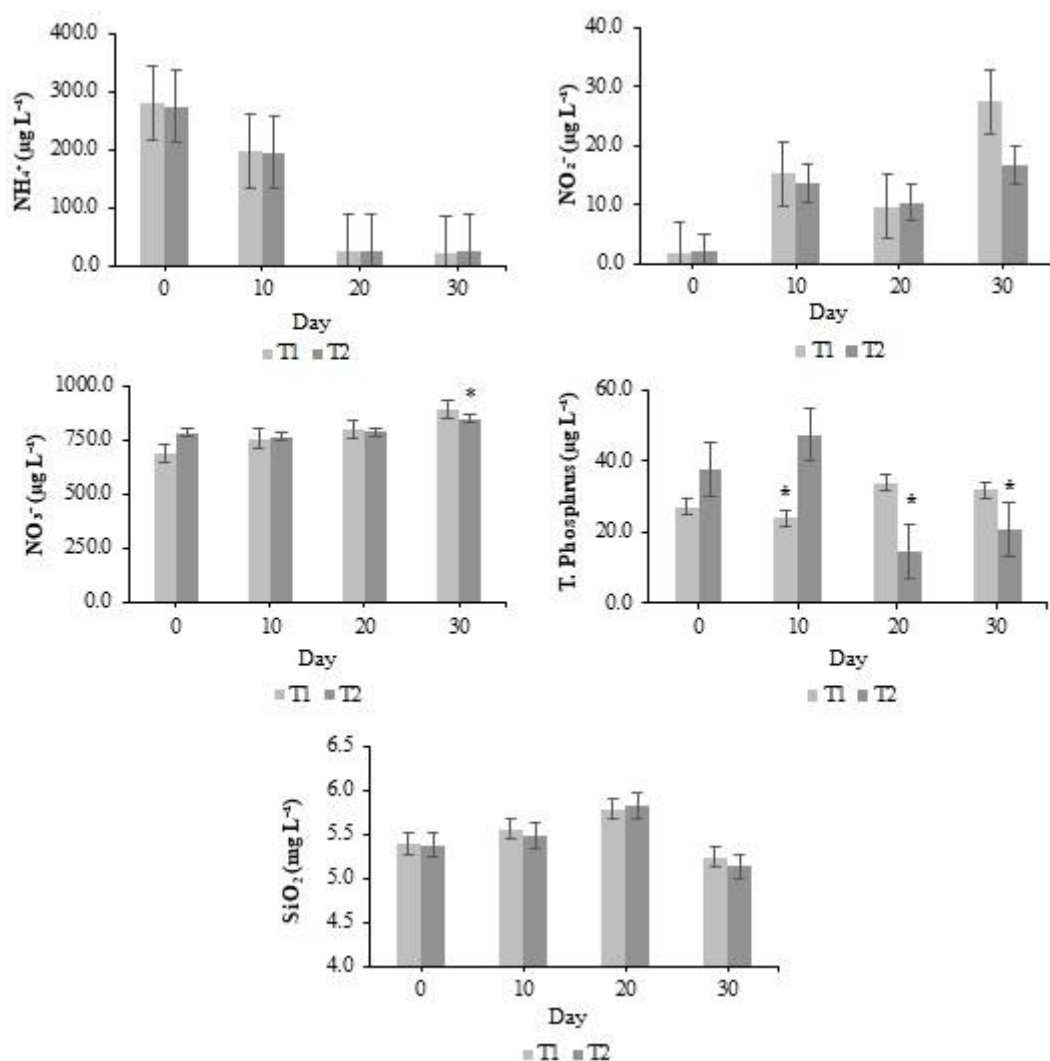 400.0
300.0
200.0
100.0
0.0
NH₄⁺ (µg L⁻¹)
0 10 20 30
Day
T1 T2
40.0
30.0
20.0
10.0
0.0
NO₂⁻ (µg L⁻¹)
0 10 20 30
Day
T1 T2
1000.0
750.0
500.0
250.0
0.0
NO₃⁻ (µg L⁻¹)
*
0 10 20 30
Day
T1 T2
60.0
40.0
20.0
0.0
T. Phosphrus (µg L⁻¹)
* * *
0 10 20 30
Day
T1 T2
6.5
6.0
5.5
5.0
4.5
4.0
SiO₂ (mg L⁻¹)
0 10 20 30
Day
T1 T2